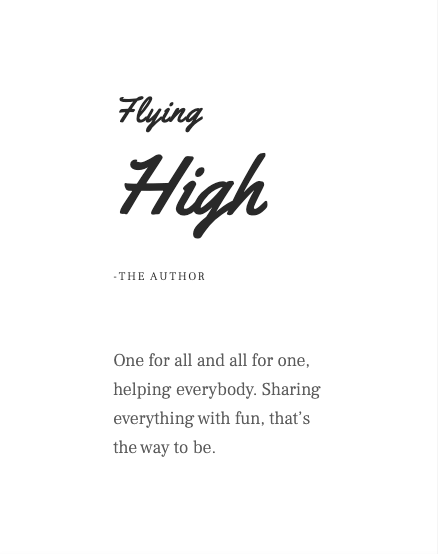 Flying
High
-THE AUTHOR
One for all and all for one,
helping everybody. Sharing
everything with fun, that’s
the way to be.